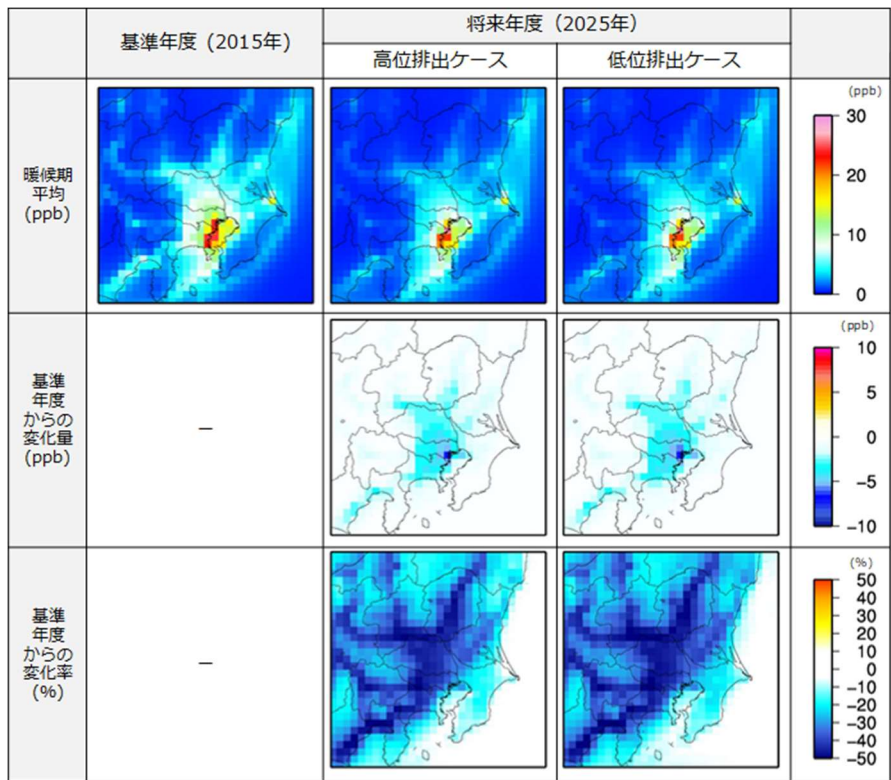 基準年度 (2015年)
将来年度（2025年）
高位排出ケース
低位排出ケース
暖候期
平均
(ppb)
(ppb)
30
20
10
0
基準
年度
からの
変化量
(ppb)
－
(ppb)
10
5
0
−5
−10
基準
年度
からの
変化率
(%)
－
(%)
50
40
30
20
10
0
−10
−20
−30
−40
−50